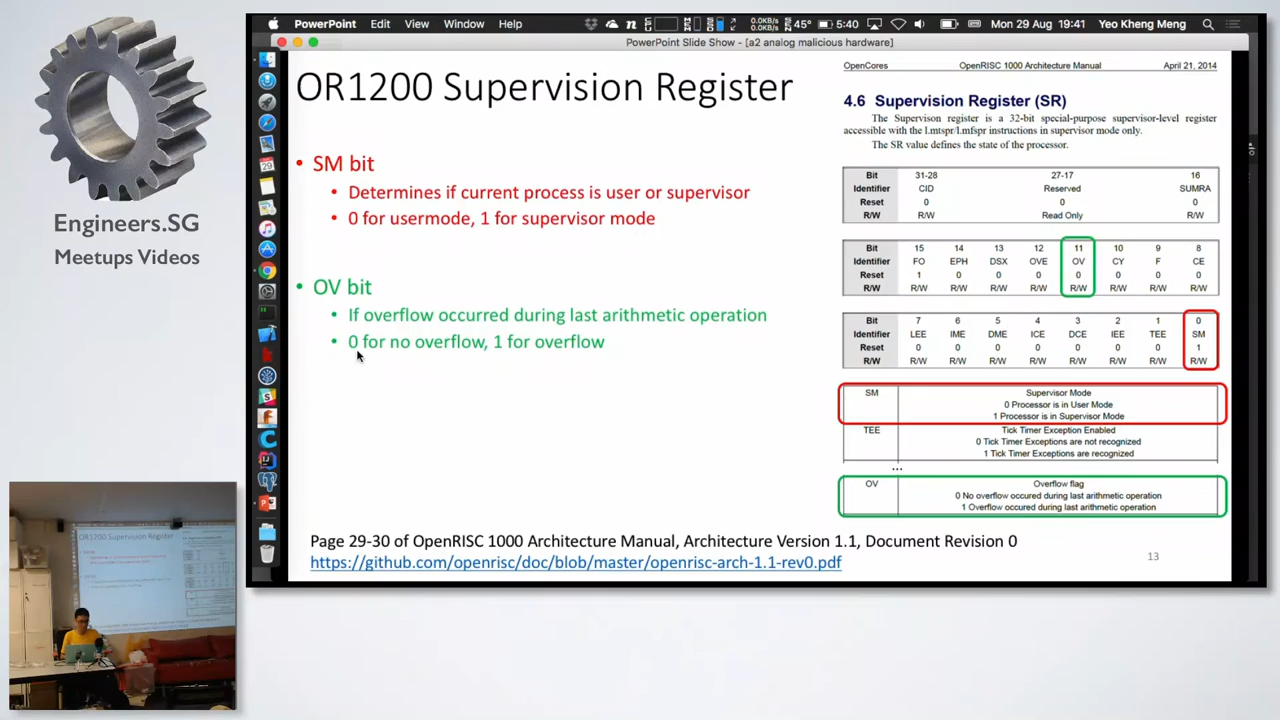 PowerPoint Edit View Window Help 0.0KB/s 0.0KB/s 45° 5:40 Mon 29 Aug 19:41 Yeo Kheng Meng
PowerPoint Slide Show - [a2 analog malicious hardware]
Engineers.SG
Meetups Videos
OR1200 Supervision Register
• SM bit
• Determines if current process is user or supervisor
• 0 for usermode, 1 for supervisor mode
• OV bit
• If overflow occurred during last arithmetic operation
• 0 for no overflow, 1 for overflow
OpenCores OpenRISC 1000 Architecture Manual April 21, 2014
4.6 Supervision Register (SR)
The Supervison register is a 32-bit special-purpose supervisor-level register
accessible with the l.mtspr/l.mfspr instructions in supervisor mode only.
The SR value defines the state of the processor.
Bit 31-28 27-17 16
Identifier CID Reserved SUMRA
Reset 0 0 0
R/W R/W Read Only R/W
Bit 15 14 13 12 11 10 9 8
Identifier FO EPH DSX OVE OV CY F CE
Reset 1 0 0 0 0 0 0 0
R/W R/W R/W R/W R/W R/W R/W R/W R/W
Bit 7 6 5 4 3 2 1 0
Identifier LEE IME DME ICE DCE IEE TEE SM
Reset 0 0 0 0 0 0 0 1
R/W R/W R/W R/W R/W R/W R/W R/W R/W
SM Supervisor Mode
0 Processor is in User Mode
1 Processor is in Supervisor Mode
TEE Tick Timer Exception Enabled
0 Tick Timer Exceptions are not recognized
1 Tick Timer Exceptions are recognized
...
OV Overflow flag
0 No overflow occured during last arithmetic operation
1 Overflow occured during last arithmetic operation
Page 29-30 of OpenRISC 1000 Architecture Manual, Architecture Version 1.1, Document Revision 0
https://github.com/openrisc/doc/blob/master/openrisc-arch-1.1-rev0.pdf
13
OR1200 Supervision Register